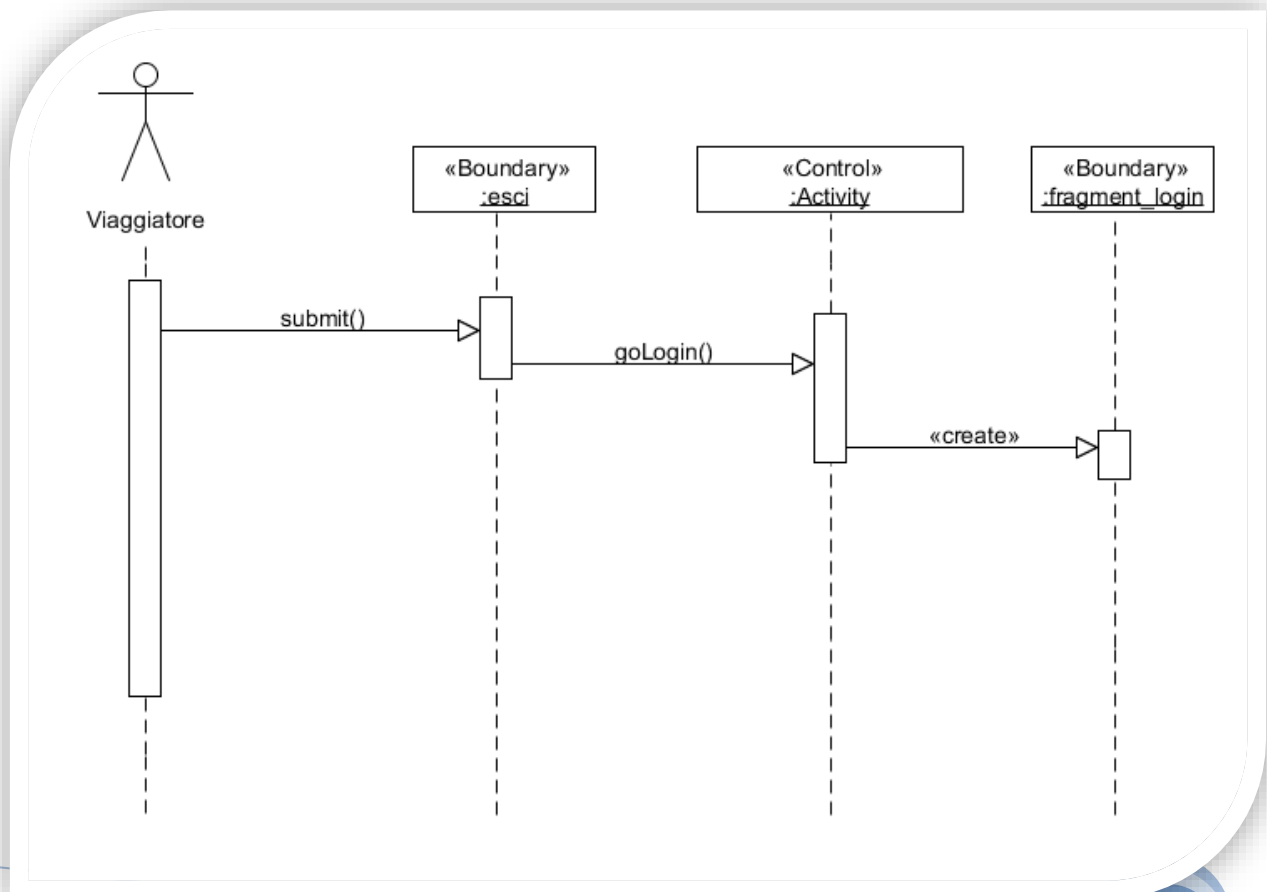 «Boundary»
:esci
«Control»
:Activity
«Boundary»
:fragment_login
Viaggiatore
submit()
goLogin()
«create»